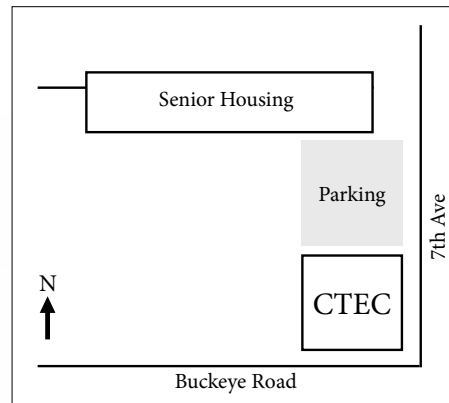 Senior Housing
Parking
7th Ave
N
CTEC
Buckeye Road